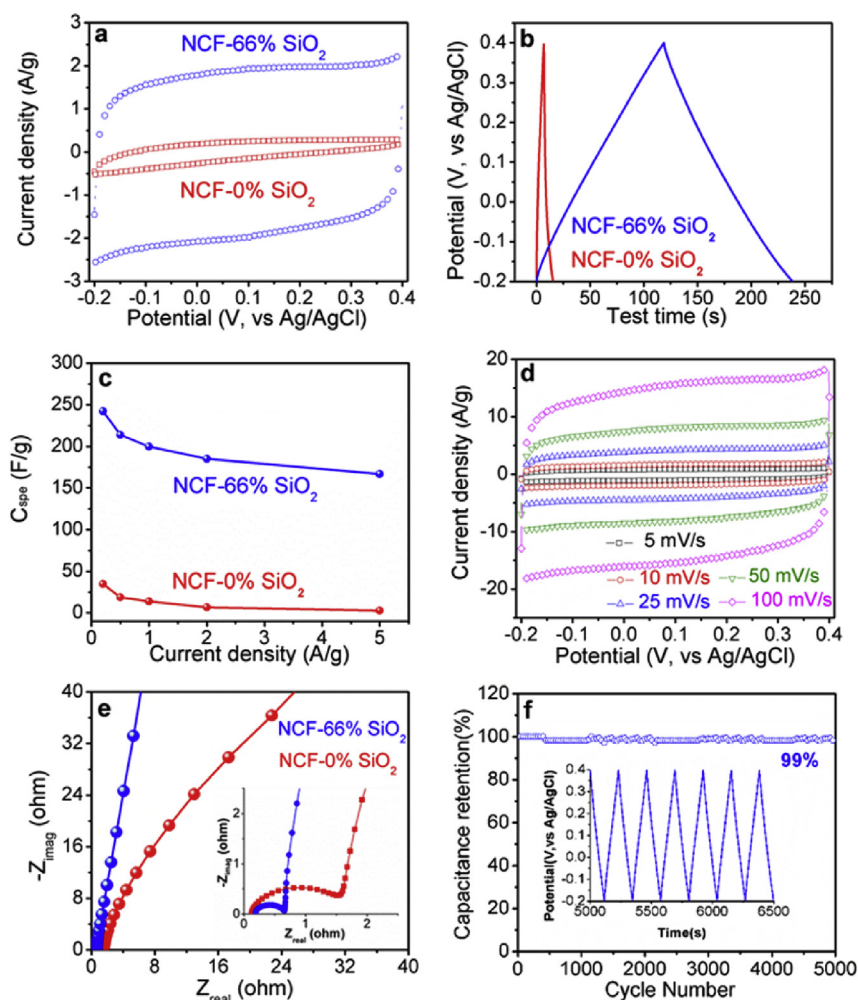 a
NCF-66% SiO2
NCF-0% SiO2
Current density (A/g)
3
2
1
0
-1
-2
-3
-0.2 -0.1 0.0 0.1 0.2 0.3 0.4
Potential (V, vs Ag/AgCl)
b
NCF-66% SiO2
NCF-0% SiO2
Potential (V, vs Ag/AgCl)
0.4
0.3
0.2
0.1
0.0
-0.1
-0.2
0 50 100 150 200 250
Test time (s)
c
NCF-66% SiO2
NCF-0% SiO2
Cspe (F/g)
300
250
200
150
100
50
0
0 1 2 3 4 5
Current density (A/g)
d
Current density (A/g)
20
10
0
-10
-20
5 mV/s
10 mV/s 50 mV/s
25 mV/s 100 mV/s
-0.2 -0.1 0.0 0.1 0.2 0.3 0.4
Potential (V, vs Ag/AgCl)
e
NCF-66% SiO2
NCF-0% SiO2
-Zimag (ohm)
40
32
24
16
8
0
0 8 16 24 32 40
Zreal (ohm)
-Zimag (ohm)
2
1
0
0 1 2
Zreal (ohm)
f
99%
Capacitance retention(%)
120
100
80
60
40
20
0
0 1000 2000 3000 4000 5000
Cycle Number
Potential(V,vs Ag/AgCl)
0.4
0.3
0.2
0.1
0.0
-0.1
-0.2
5000 5500 6000 6500
Time(s)